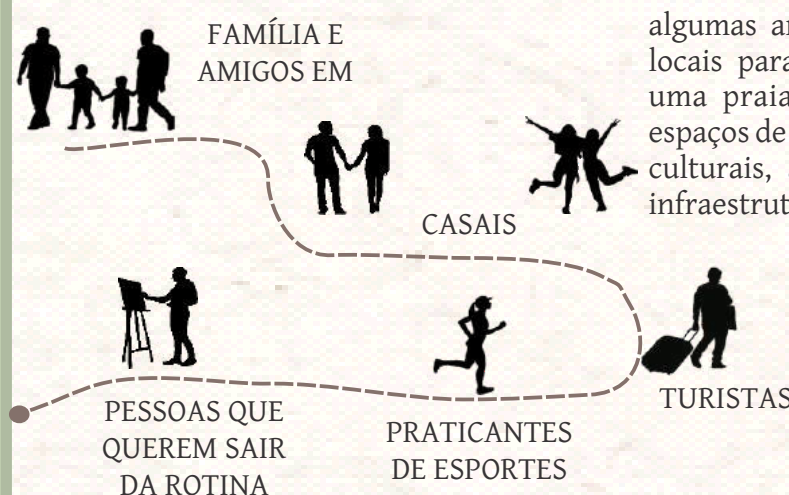 FAMÍLIA E
AMIGOS EM
algumas
locais para
uma praia
espaços de
culturais,
CASAIS
TURISTAS
PESSOAS QUE
QUEREM SAIR
DA ROTINA
PRATICANTES
DE ESPORTES